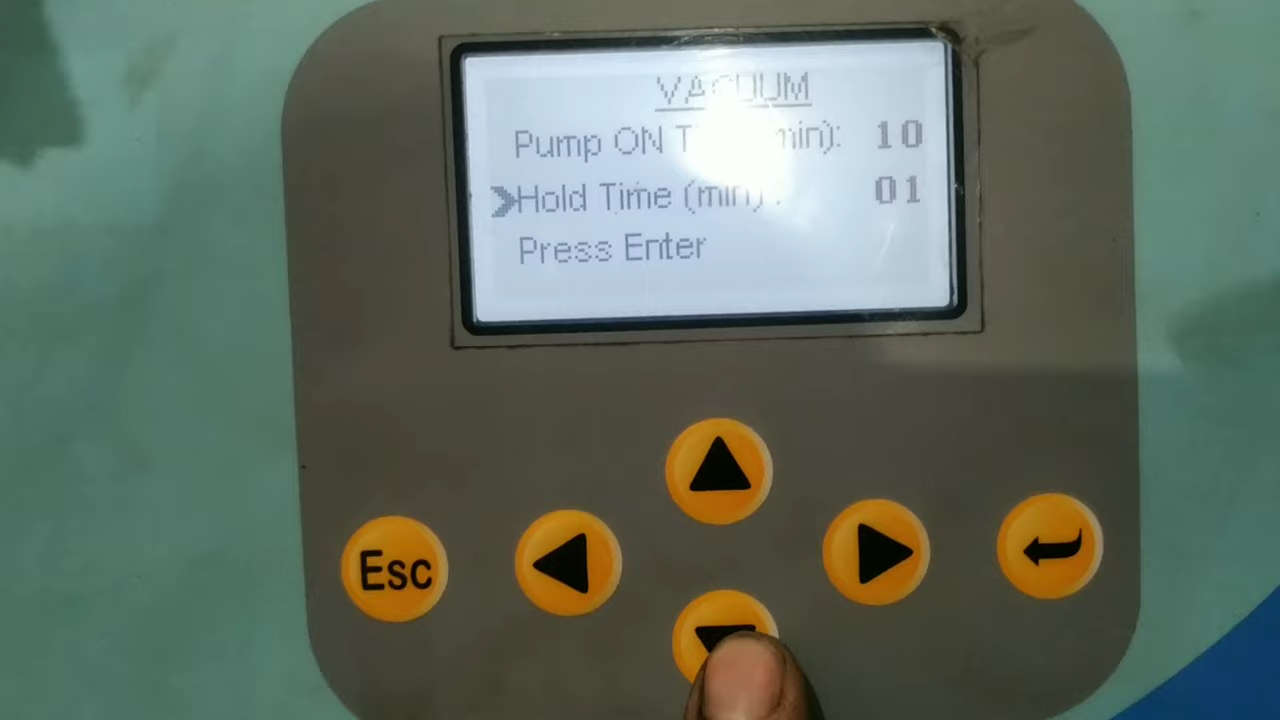 VACUUM
Pump ON T min): 10
Hold Time (min) : 01
Press Enter
Esc